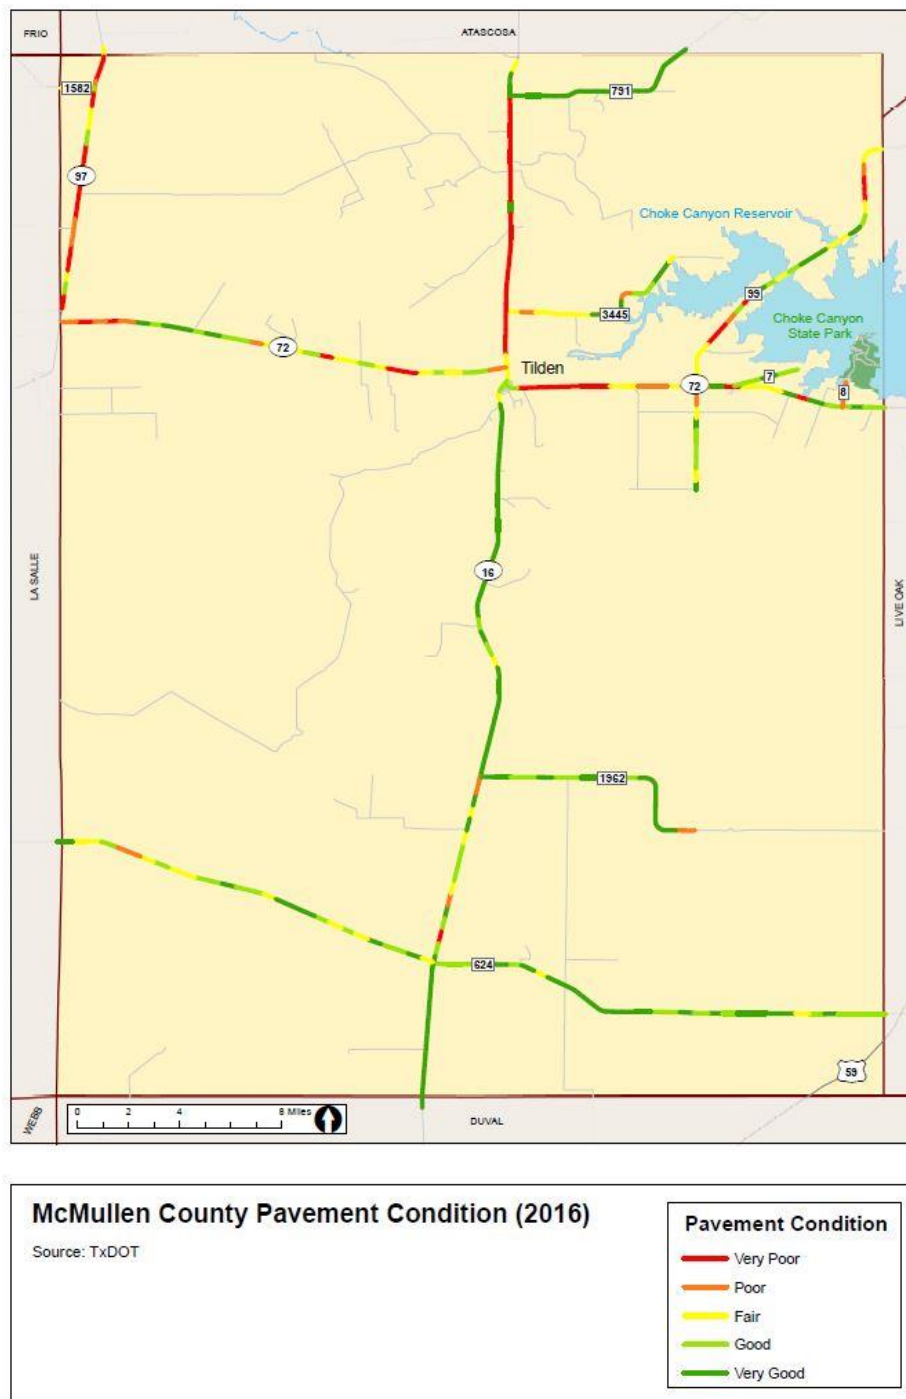 FRIO
ATASCOSA
1582
791
97
Choke Canyon Reservoir
99
3445
Choke Canyon
State Park
72
Tilden
72
7
8
16
LA SALLE
LIVE OAK
1962
624
59
WEBB
0 2 4 8 Miles
DUVAL
McMullen County Pavement Condition (2016)
Source: TxDOT
Pavement Condition
Very Poor
Poor
Fair
Good
Very Good